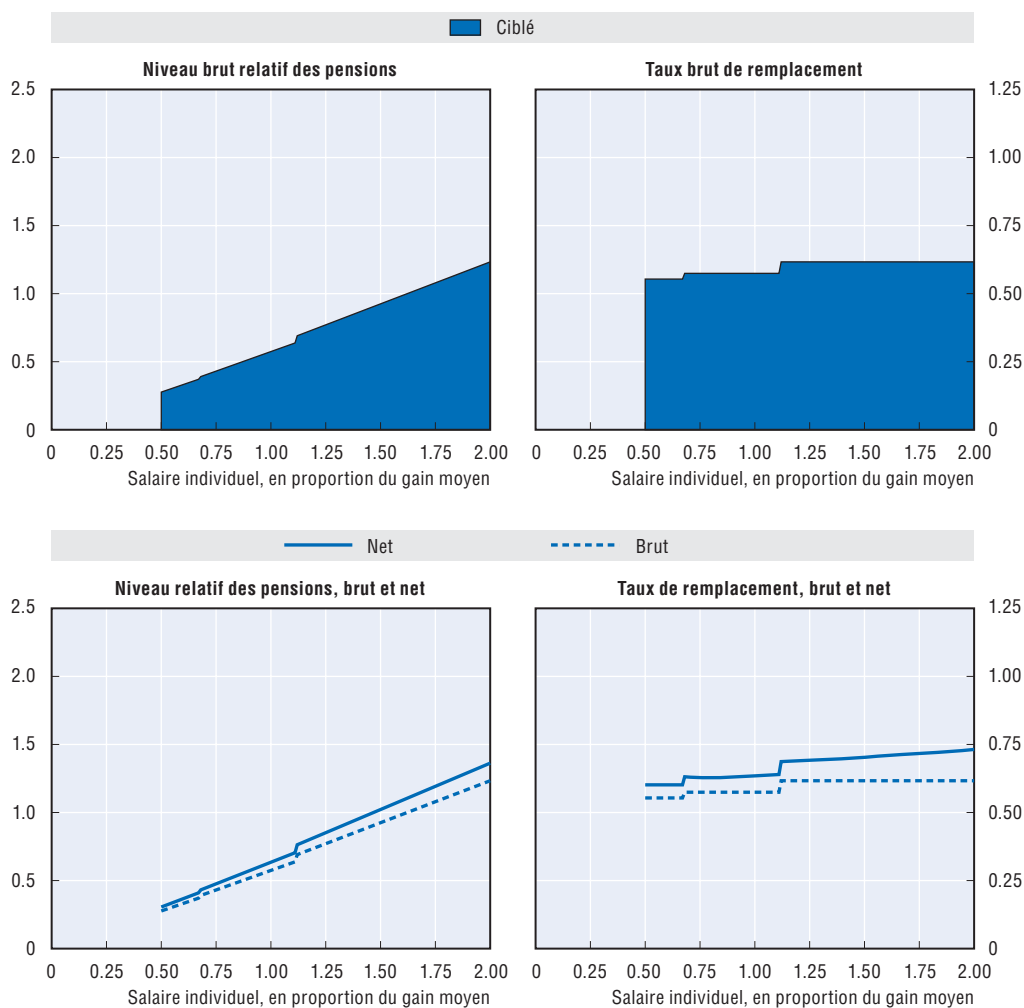 Ciblé
Niveau brut relatif des pensions
2.5
2.0
1.5
1.0
0.5
0
0 0.25 0.50 0.75 1.00 1.25 1.50 1.75 2.00
Salaire individuel, en proportion du gain moyen
Taux brut de remplacement
1.25
1.00
0.75
0.50
0.25
0
0 0.25 0.50 0.75 1.00 1.25 1.50 1.75 2.00
Salaire individuel, en proportion du gain moyen
Net Brut
Niveau relatif des pensions, brut et net
2.5
2.0
1.5
1.0
0.5
0
0 0.25 0.50 0.75 1.00 1.25 1.50 1.75 2.00
Salaire individuel, en proportion du gain moyen
Taux de remplacement, brut et net
1.25
1.00
0.75
0.50
0.25
0
0 0.25 0.50 0.75 1.00 1.25 1.50 1.75 2.00
Salaire individuel, en proportion du gain moyen